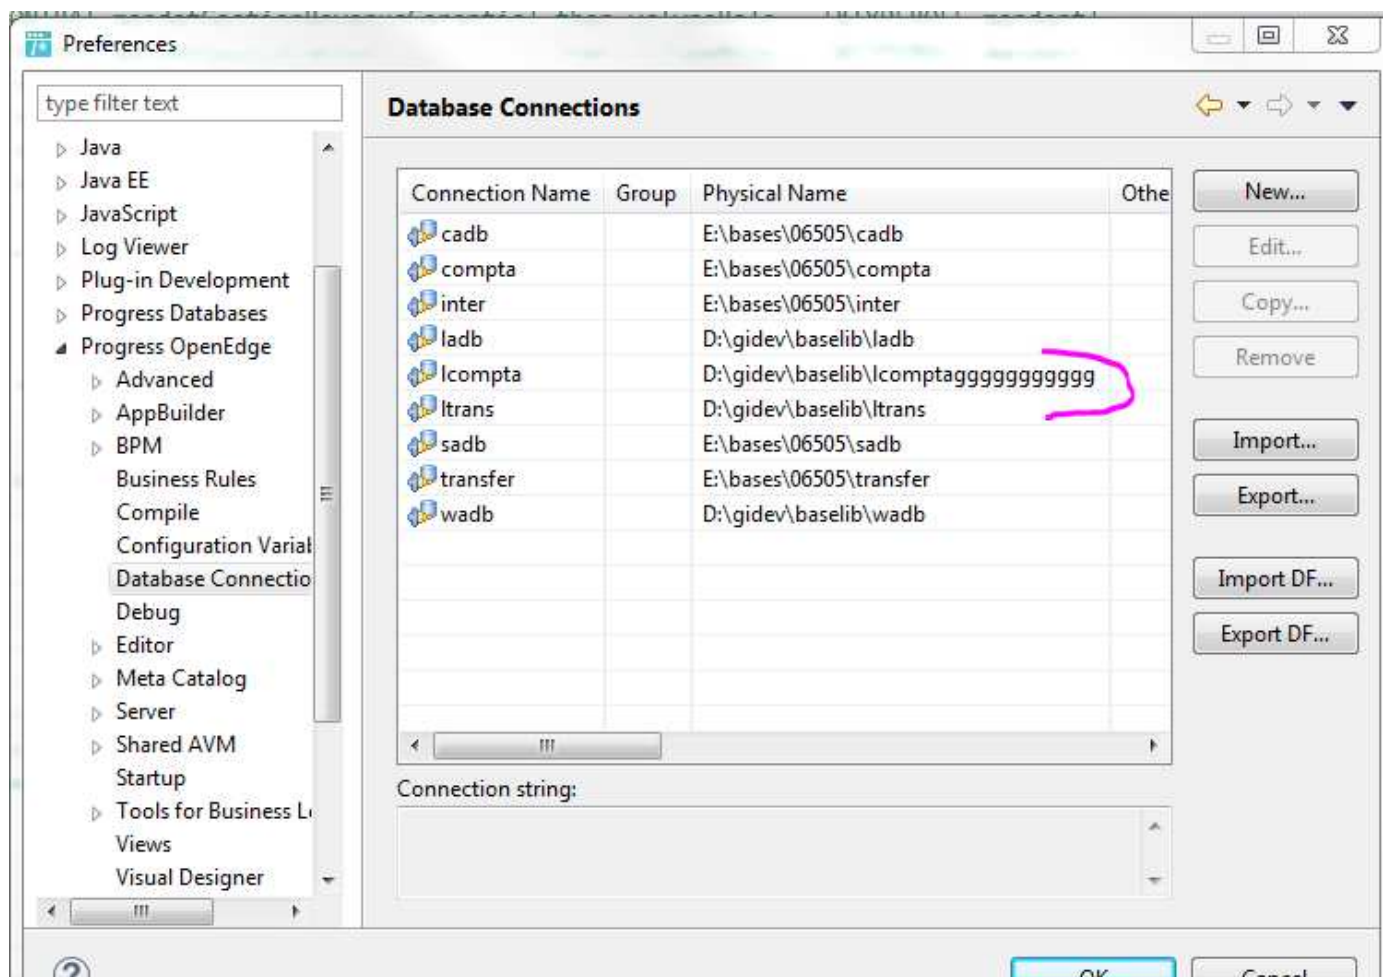 Preferences
type filter text
Java
Java EE
JavaScript
Log Viewer
Plug-in Development
Progress Databases
Progress OpenEdge
Advanced
AppBuilder
BPM
Business Rules
Compile
Configuration Variab
Database Connectio
Debug
Editor
Meta Catalog
Server
Shared AVM
Startup
Tools for Business L
Views
Visual Designer
Database Connections
Connection Name Group Physical Name Othe
cadb E:\bases\06505\cadb
compta E:\bases\06505\compta
inter E:\bases\06505\inter
ladb D:\gidev\baselib\ladb
lcompta D:\gidev\baselib\lcomptaggggggggggg
ltrans D:\gidev\baselib\ltrans
sadb E:\bases\06505\sadb
transfer E:\bases\06505\transfer
wadb D:\gidev\baselib\wadb
Connection string:
New...
Edit...
Copy...
Remove
Import...
Export...
Import DF...
Export DF...
OK
Cancel